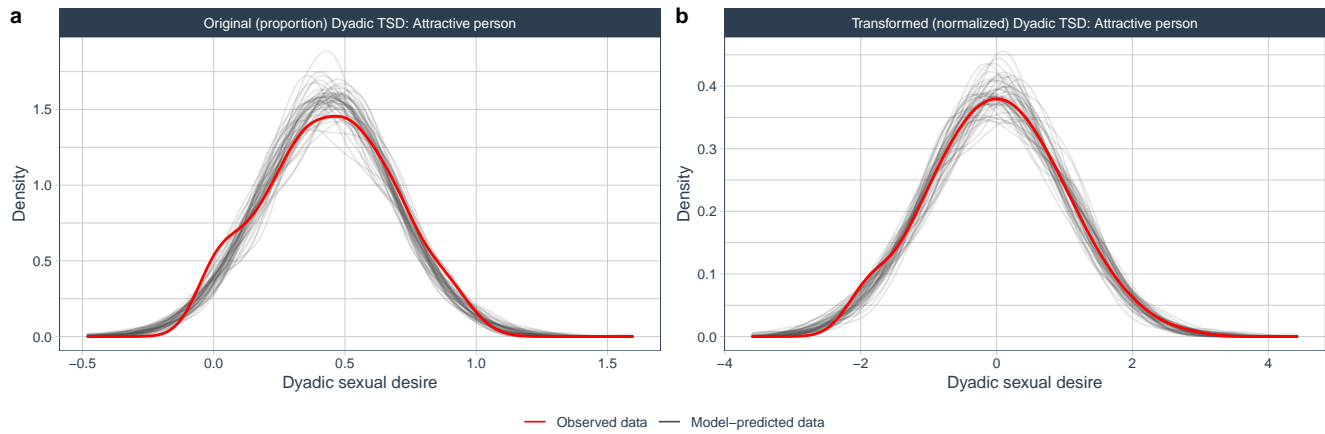 a
Original (proportion) Dyadic TSD: Attractive person
Density
1.5
1.0
0.5
0.0
−0.5
0.0
0.5
1.0
1.5
Dyadic sexual desire
b
Transformed (normalized) Dyadic TSD: Attractive person
Density
0.4
0.3
0.2
0.1
0.0
−4
−2
0
2
4
Dyadic sexual desire
Observed data
Model−predicted data